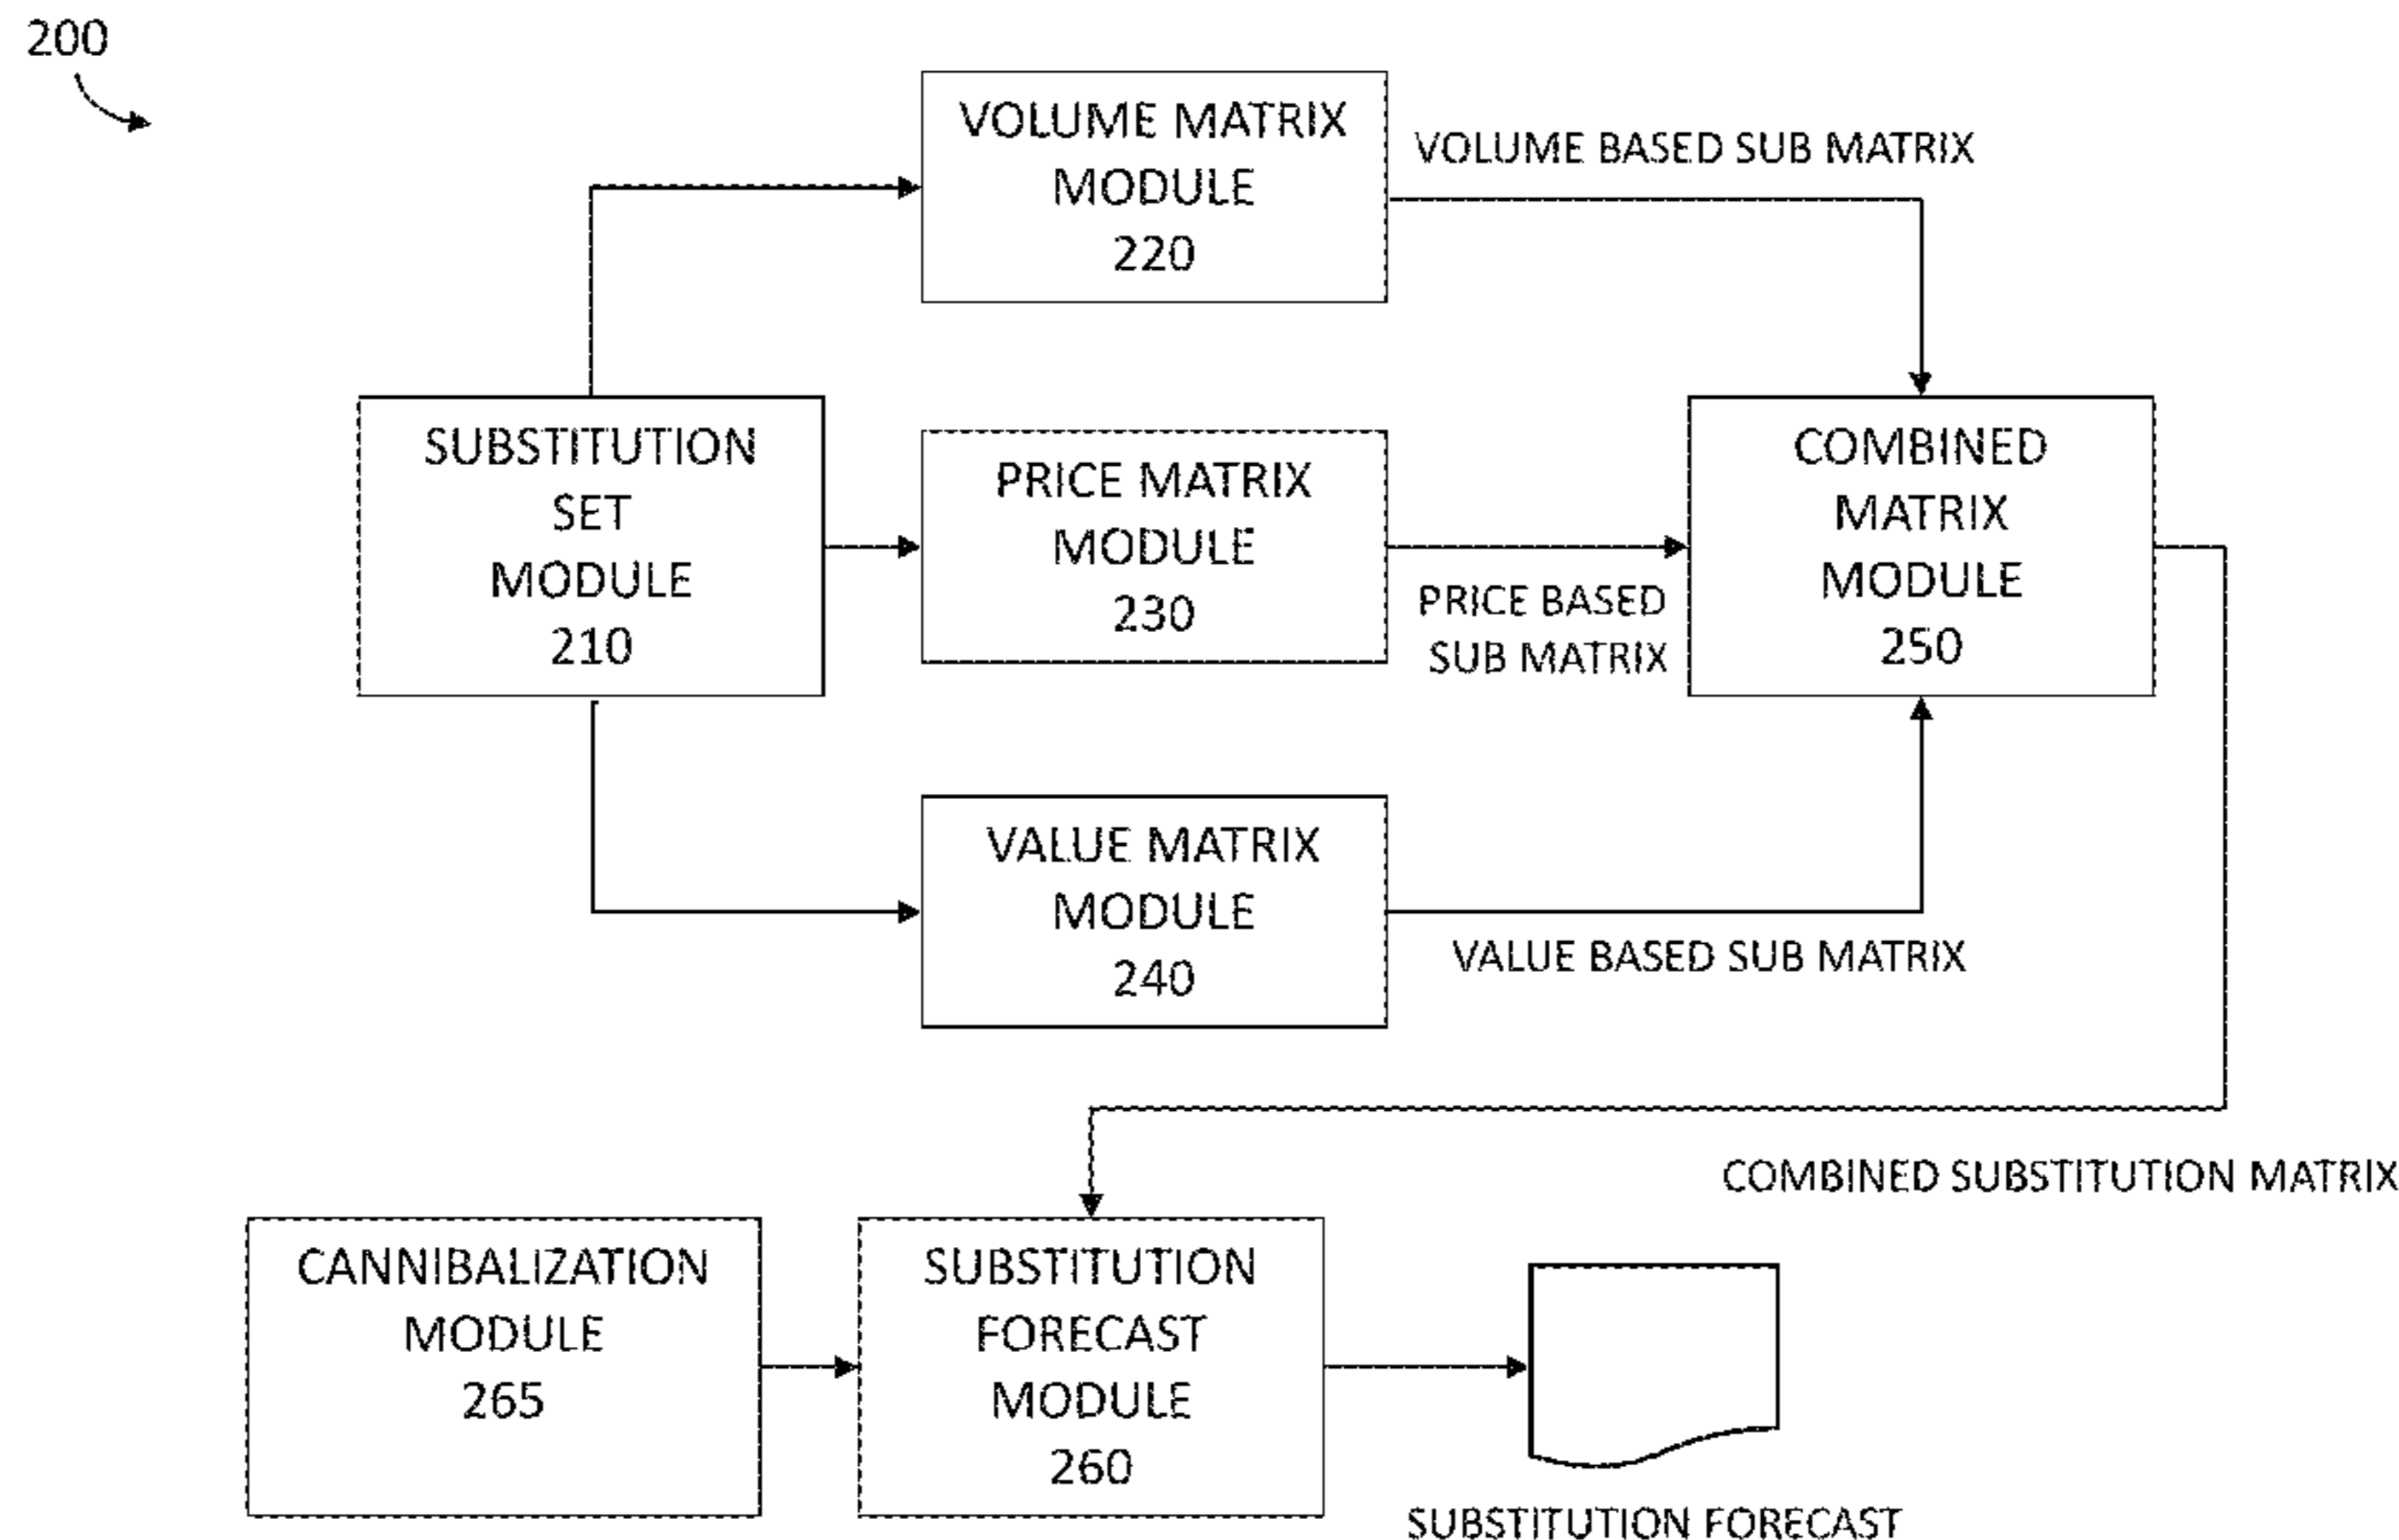 200
VOLUME MATRIX
MODULE
220
VOLUME BASED SUB MATRIX
SUBSTITUTION
SET
MODULE
210
PRICE MATRIX
MODULE
230
PRICE BASED
SUB MATRIX
COMBINED
MATRIX
MODULE
250
VALUE MATRIX
MODULE
240
VALUE BASED SUB MATRIX
COMBINED SUBSTITUTION MATRIX
CANNIBALIZATION
MODULE
265
SUBSTITUTION
FORECAST
MODULE
260
SUBSTITUTION FORECAST